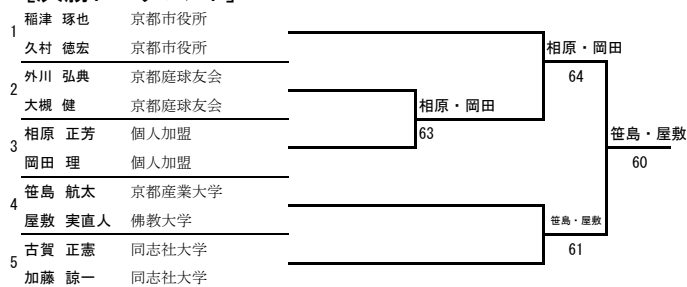 1
稲津 琢也 京都市役所
久村 徳宏 京都市役所
相原・岡田
64
2
外川 弘典 京都庭球友会
大槻 健 京都庭球友会
相原・岡田
63
3
相原 正芳 個人加盟
岡田 理 個人加盟
笹島・屋敷
60
4
笹島 航太 京都産業大学
屋敷 実直人 佛教大学
笹島・屋敷
61
5
古賀 正憲 同志社大学
加藤 諒一 同志社大学